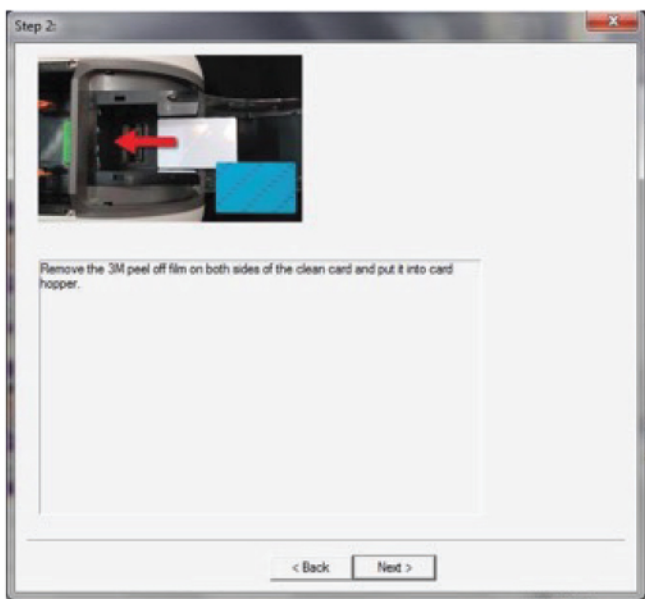 Step 2:
Remove the 3M peel off film on both sides of the clean card and put it into card
hopper.
< Back
Next >